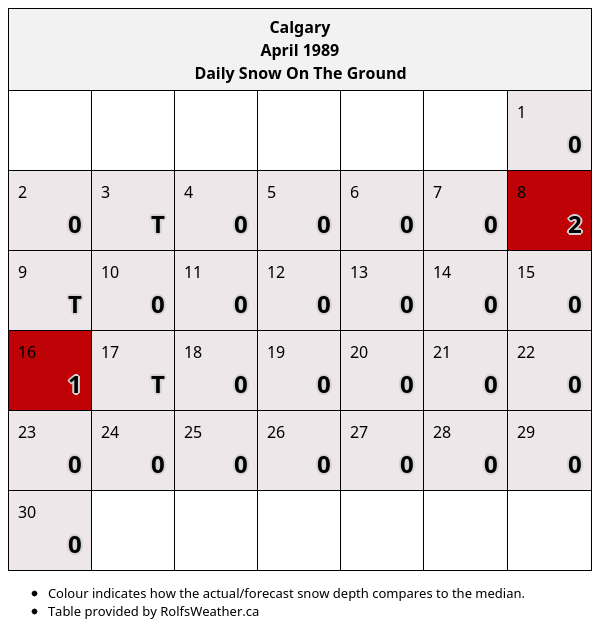 Calgary
April 1989
Daily Snow On The Ground
1
0
2 3 4 5 6 7 8
0 T 0 0 0 0 2
9 10 11 12 13 14 15
T 0 0 0 0 0 0
16 17 18 19 20 21 22
1 T 0 0 0 0 0
23 24 25 26 27 28 29
0 0 0 0 0 0 0
30
0
• Colour indicates how the actual/forecast snow depth compares to the median.
• Table provided by RolfsWeather.ca